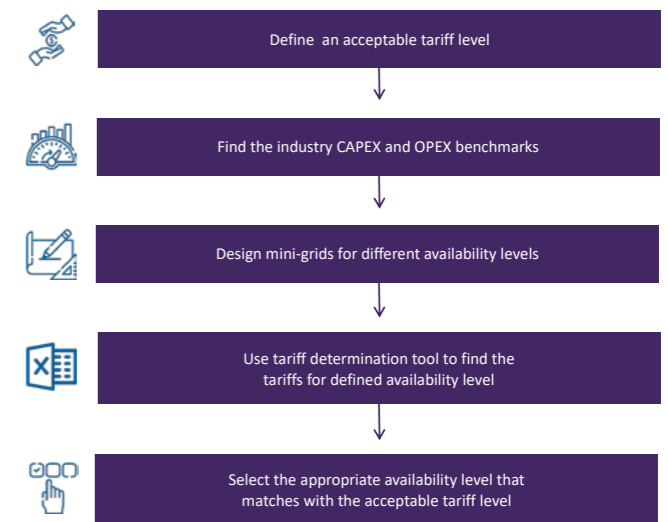 Define an acceptable tariff level
Find the industry CAPEX and OPEX benchmarks
Design mini-grids for different availability levels
Use tariff determination tool to find the
tariffs for defined availability level
Select the appropriate availability level that
matches with the acceptable tariff level